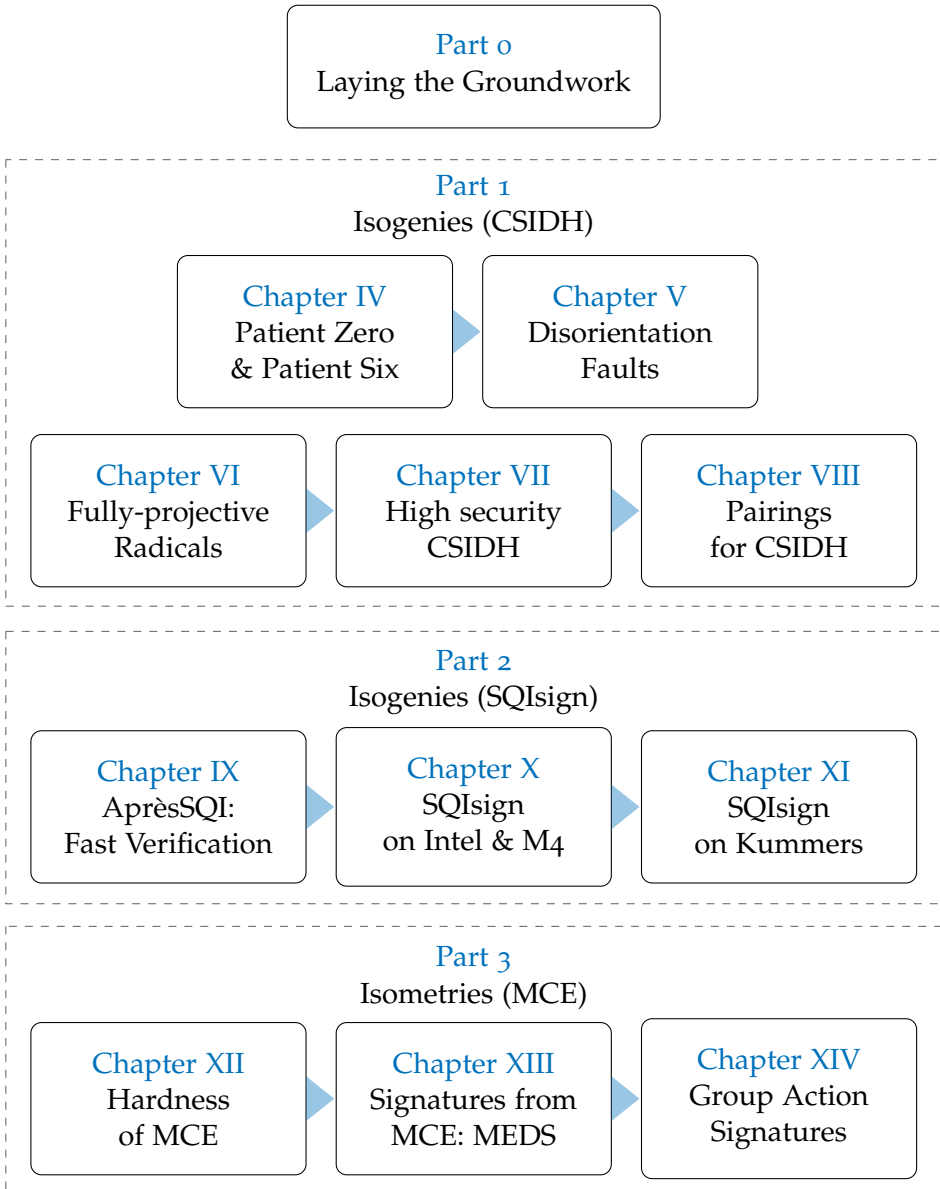 Part 0
Laying the Groundwork
Part 1
Isogenies (CSIDH)
Chapter IV
Patient Zero
& Patient Six
Chapter V
Disorientation
Faults
Chapter VI
Fully-projective
Radicals
Chapter VII
High security
CSIDH
Chapter VIII
Pairings
for CSIDH
Part 2
Isogenies (SQIsign)
Chapter IX
AprèsSQI:
Fast Verification
Chapter X
SQIsign
on Intel & M4
Chapter XI
SQIsign
on Kummers
Part 3
Isometries (MCE)
Chapter XII
Hardness
of MCE
Chapter XIII
Signatures from
MCE: MEDS
Chapter XIV
Group Action
Signatures